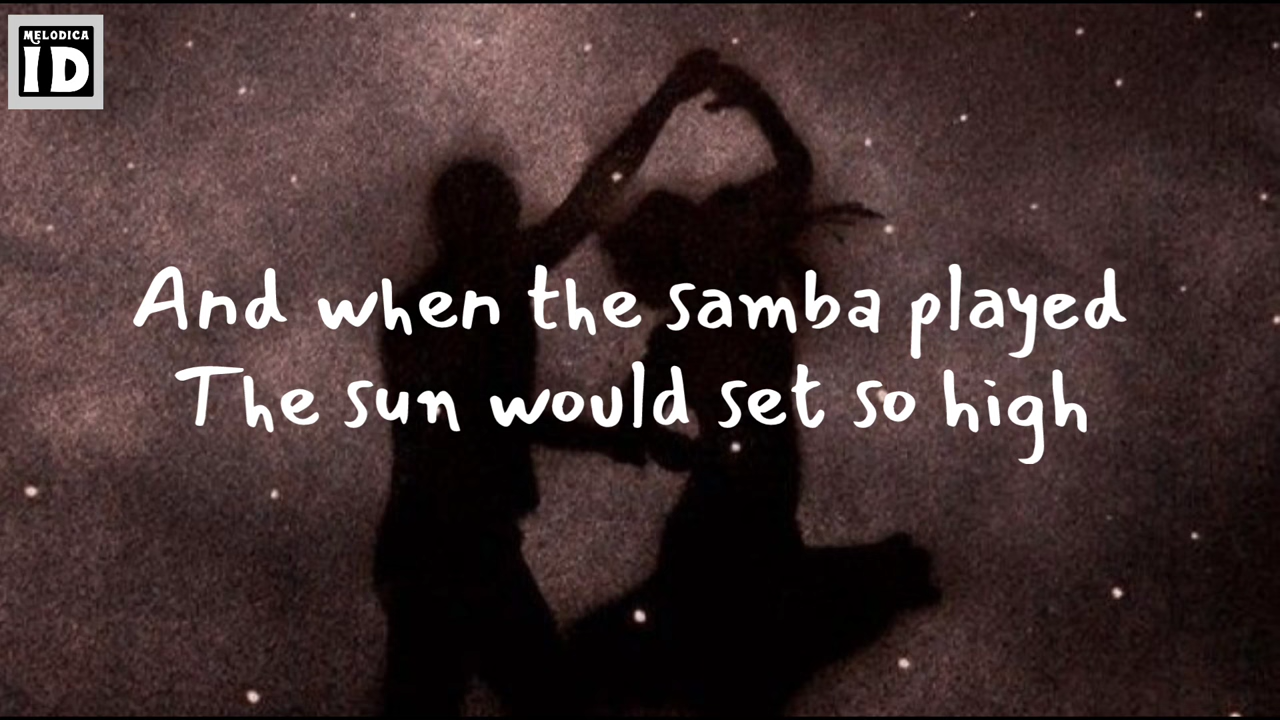 MELODICA
ID
And when the samba played
The sun would set so high